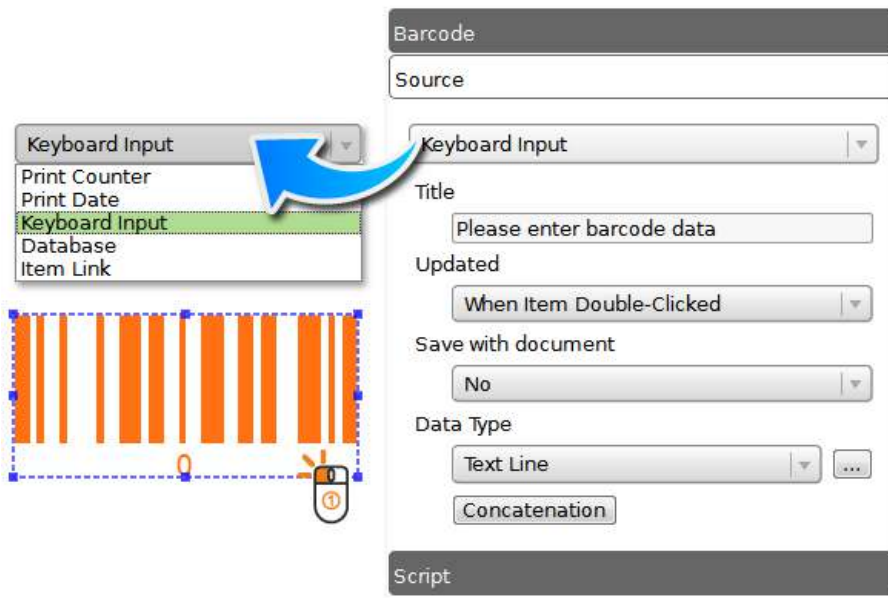 Barcode
Source
Keyboard Input
Title
Please enter barcode data
Updated
When Item Double-Clicked
Save with document
No
Data Type
Text Line
...
Concatenation
Script
Keyboard Input
Print Counter
Print Date
Keyboard Input
Database
Item Link
0
1